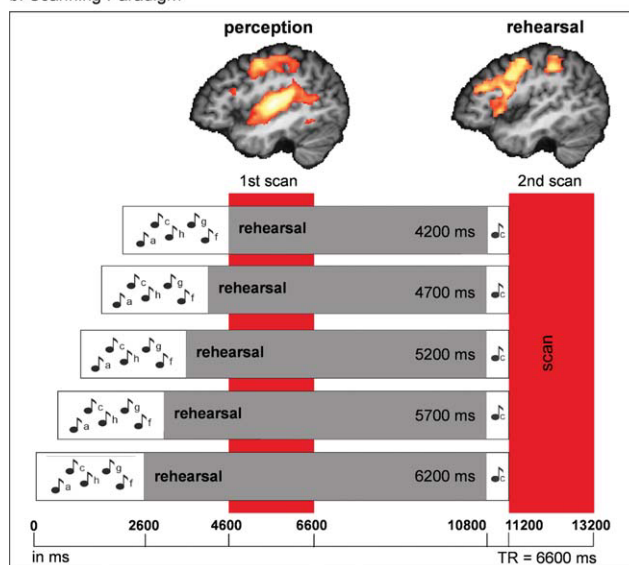 perception rehearsal
1st scan 2nd scan
a c h g f rehearsal 4200 ms c
a c h g f rehearsal 4700 ms c
a c h g f rehearsal 5200 ms c
a c h g f rehearsal 5700 ms c
a c h g f rehearsal 6200 ms c
scan
0 2600 4600 6600 10800 11200 13200
in ms TR = 6600 ms